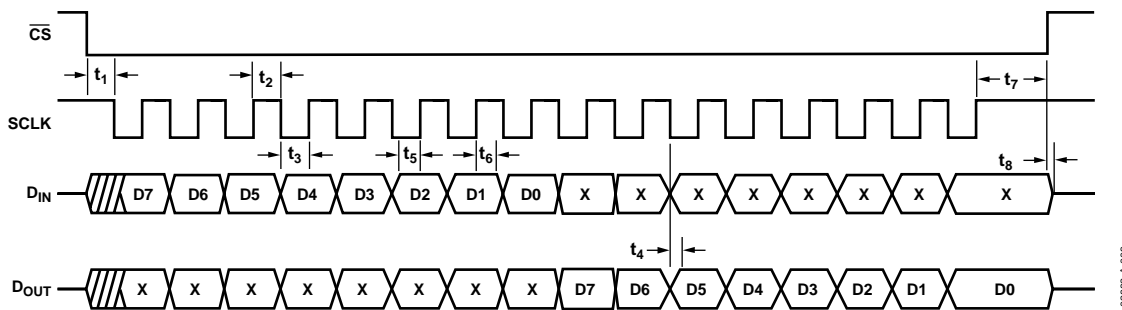 CS
t1
t2
t7
SCLK
t3
t5
t6
t8
DIN
D7 D6 D5 D4 D3 D2 D1 D0 X X X X X X X X
t4
DOUT
X X X X X X X X D7 D6 D5 D4 D3 D2 D1 D0